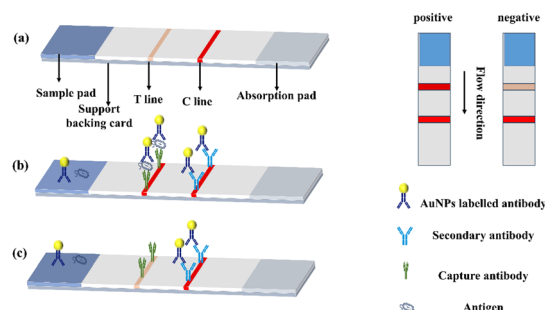 positive
negative
(a)
Sample pad
Support
backing card
T line
C line
Absorption pad
Flow direction
(b)
AuNPs labelled antibody
Secondary antibody
(c)
Capture antibody
Antigen